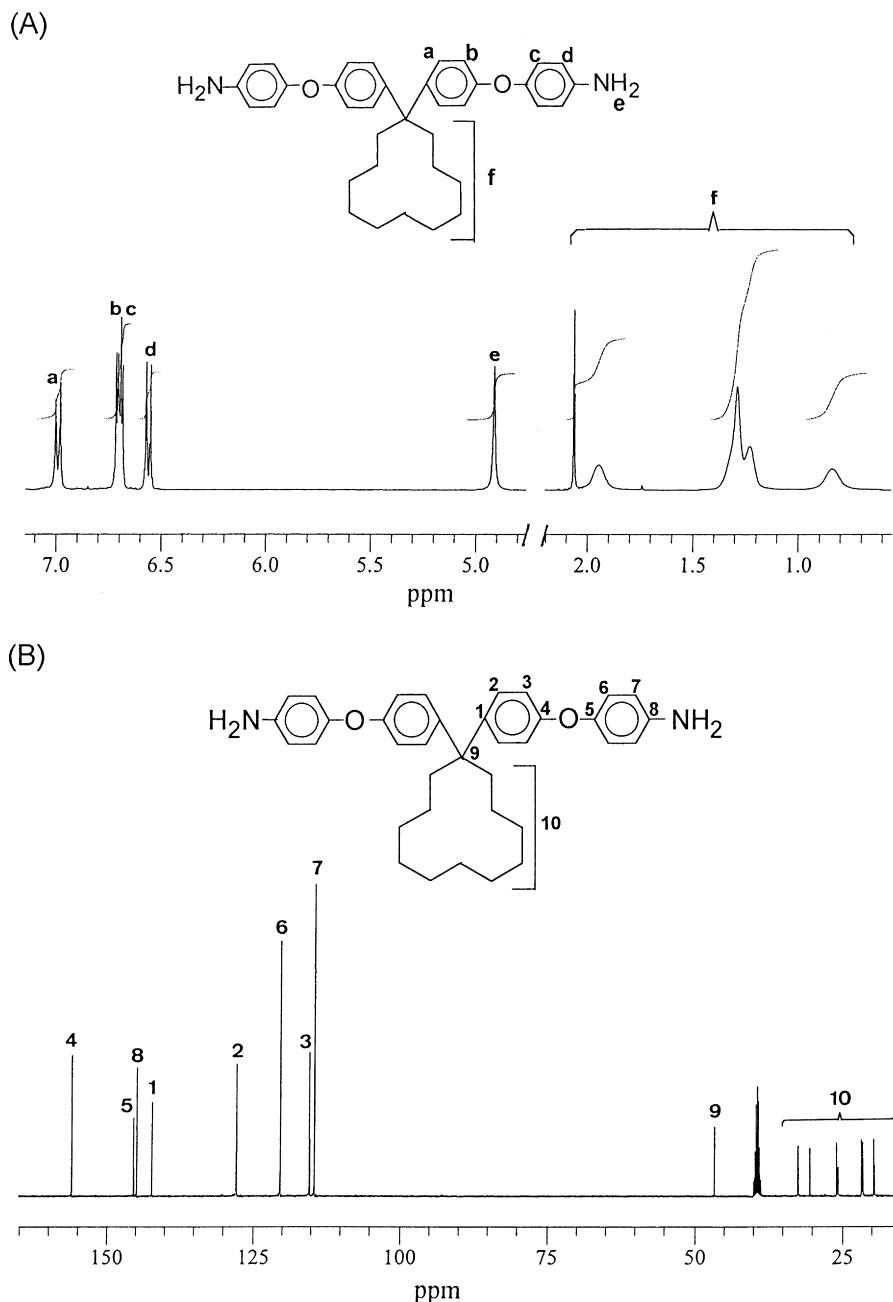 (A)
a b c d
H₂N O O NH₂
e
f
f
b c
a d e
7.0 6.5 6.0 5.5 5.0 2.0 1.5 1.0
ppm
(B)
2 3 6 7
H₂N O O NH₂
1 4 5 8
9
10
7
6
4 8 2 3
5 1 9 10
150 125 100 75 50 25
ppm